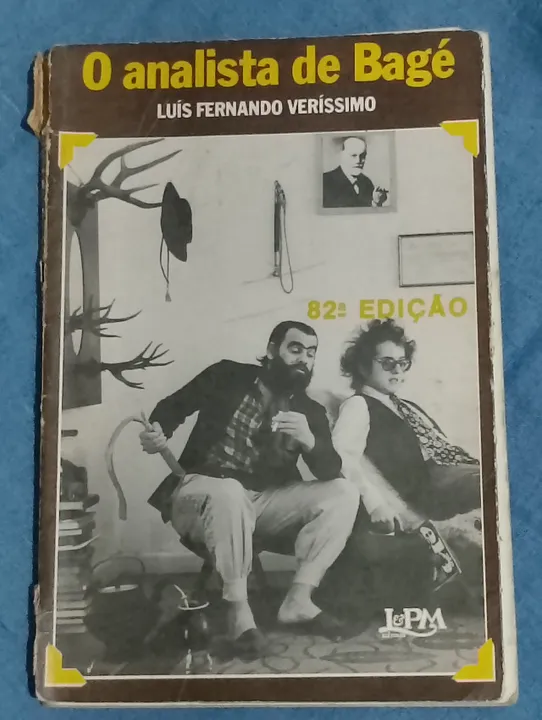 O analista de Bagé
LUÍS FERNANDO VERÍSSIMO
82ª EDIÇÃO
L&PM